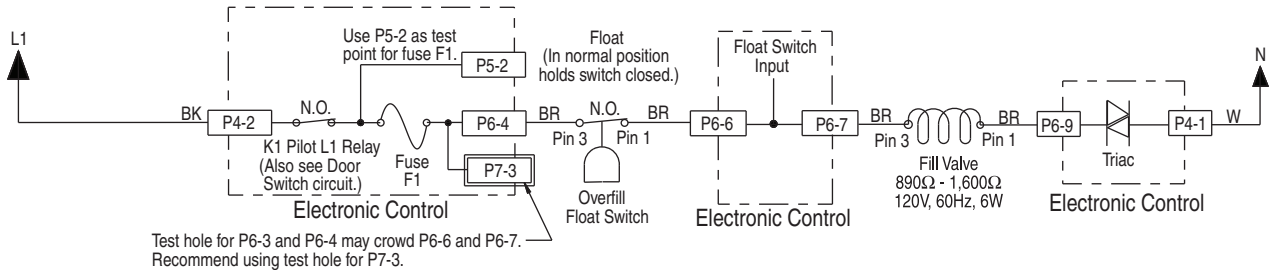 L1
Use P5-2 as test
point for fuse F1.
P5-2
Float
(In normal position
holds switch closed.)
Float Switch
Input
N
BK
P4-2
N.O.
P6-4
BR
N.O.
BR
P6-6
P6-7
BR
BR
P6-9
P4-1
W
Pin 3
Pin 1
Pin 3
Pin 1
K1 Pilot L1 Relay
(Also see Door
Switch circuit.)
Fuse
F1
P7-3
Overfill
Float Switch
Fill Valve
890Ω - 1,600Ω
120V, 60Hz, 6W
Triac
Electronic Control
Electronic Control
Electronic Control
Test hole for P6-3 and P6-4 may crowd P6-6 and P6-7.
Recommend using test hole for P7-3.